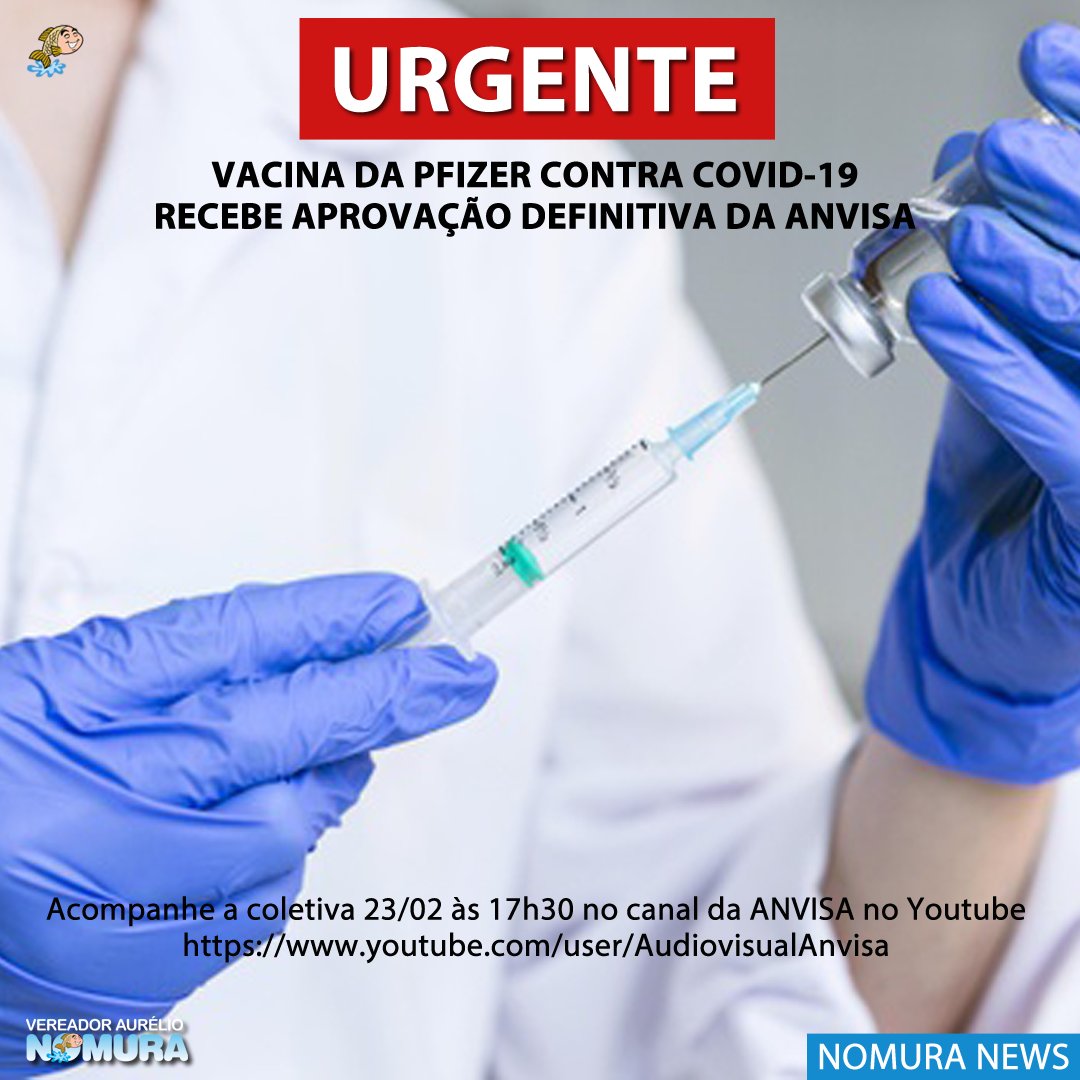 URGENTE
VACINA DA PFIZER CONTRA COVID-19
RECEBE APROVAÇÃO DEFINITIVA DA ANVISA
Acompanhe a coletiva 23/02 às 17h30 no canal da ANVISA no Youtube
https://www.youtube.com/user/AudiovisualAnvisa
VEREADOR AURÉLIO
NOMURA
NOMURA NEWS